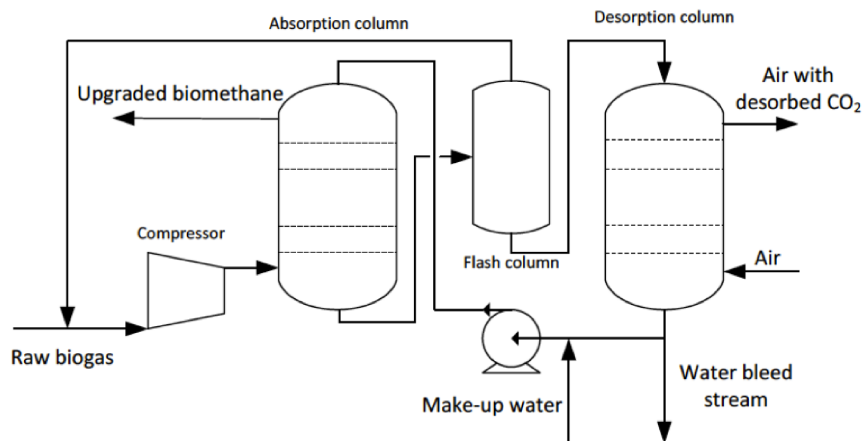 Absorption column
Desorption column
Upgraded biomethane
Air with
desorbed CO₂
Compressor
Flash column
Air
Raw biogas
Make-up water
Water bleed
stream